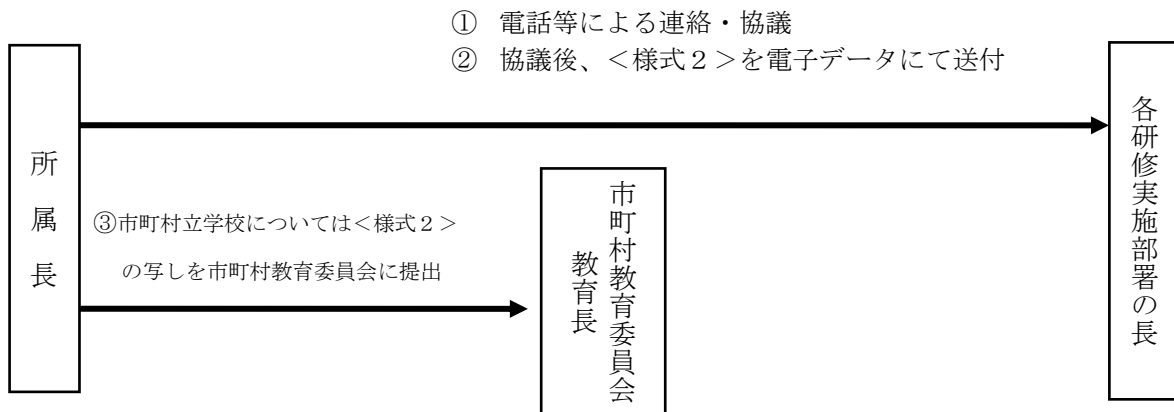 ① 電話等による連絡・協議
② 協議後、＜様式２＞を電子データにて送付
所属長
③市町村立学校については＜様式２＞
の写しを市町村教育委員会に提出
市町村教育委員会
教育長
各研修実施部署の長